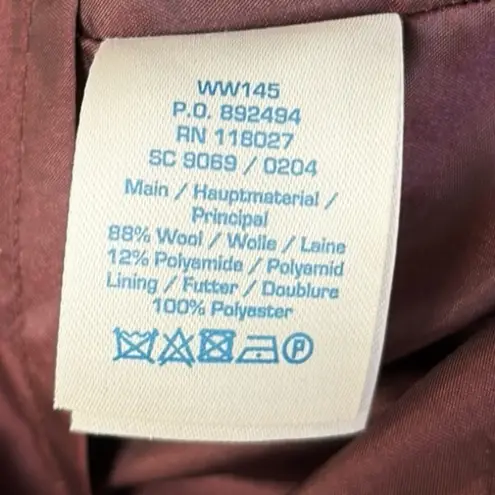 WW145
P.O. 892494
RN 118027
SC 9069 / 0204
Main / Hauptmaterial /
Principal
88% Wool / Wolle / Laine
12% Polyamide / Polyamid
Lining / Futter / Doublure
100% Polyester
P